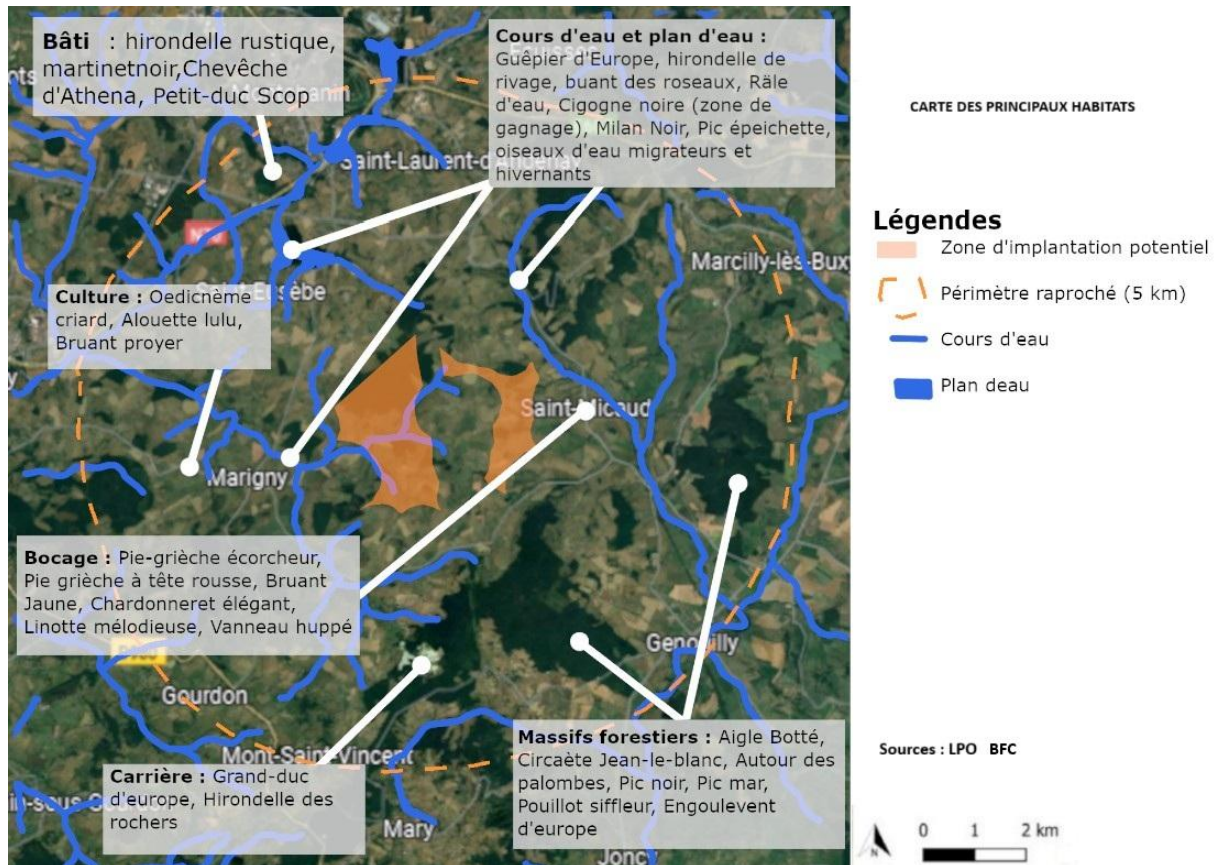 Bâti : hirondelle rustique,
martinetnoir,Chevêche
d'Athena, Petit-duc Scop
Cours d'eau et plan d'eau :
Guêpier d'Europe, hirondelle de
rivage, buant des roseaux, Räle
d'eau, Cigogne noire (zone de
gagnage), Milan Noir, Pic épeichette,
oiseaux d'eau migrateurs et
hivernants
Saint-Laurent-d'Andenay
Marcilly-lès-Buxy
Saint-Eusèbe
Culture : Oedicnème
criard, Alouette lulu,
Bruant proyer
Saint-Micaud
Marigny
Bocage : Pie-grièche écorcheur,
Pie grièche à tête rousse, Bruant
Jaune, Chardonneret élégant,
Linotte mélodieuse, Vanneau huppé
Genouilly
Gourdon
Mont-Saint-Vincent
Massifs forestiers : Aigle Botté,
Circaète Jean-le-blanc, Autour des
palombes, Pic noir, Pic mar,
Pouillot siffleur, Engoulevent
d'europe
Carrière : Grand-duc
d'europe, Hirondelle des
rochers
Mary
Joncy
CARTE DES PRINCIPAUX HABITATS
Légendes
Zone d'implantation potentiel
Périmètre raproché (5 km)
Cours d'eau
Plan deau
Sources : LPO BFC
N
0 1 2 km